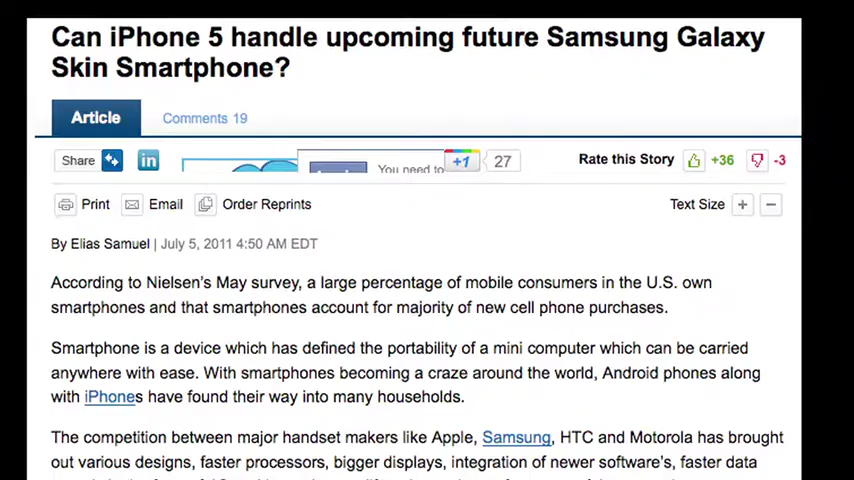 Can iPhone 5 handle upcoming future Samsung Galaxy
Skin Smartphone?
Article Comments 19
Share in You need to +1 27 Rate this Story +36 -3
Print Email Order Reprints Text Size + −
By Elias Samuel | July 5, 2011 4:50 AM EDT
According to Nielsen's May survey, a large percentage of mobile consumers in the U.S. own
smartphones and that smartphones account for majority of new cell phone purchases.
Smartphone is a device which has defined the portability of a mini computer which can be carried
anywhere with ease. With smartphones becoming a craze around the world, Android phones along
with iPhones have found their way into many households.
The competition between major handset makers like Apple, Samsung, HTC and Motorola has brought
out various designs, faster processors, bigger displays, integration of newer software's, faster data